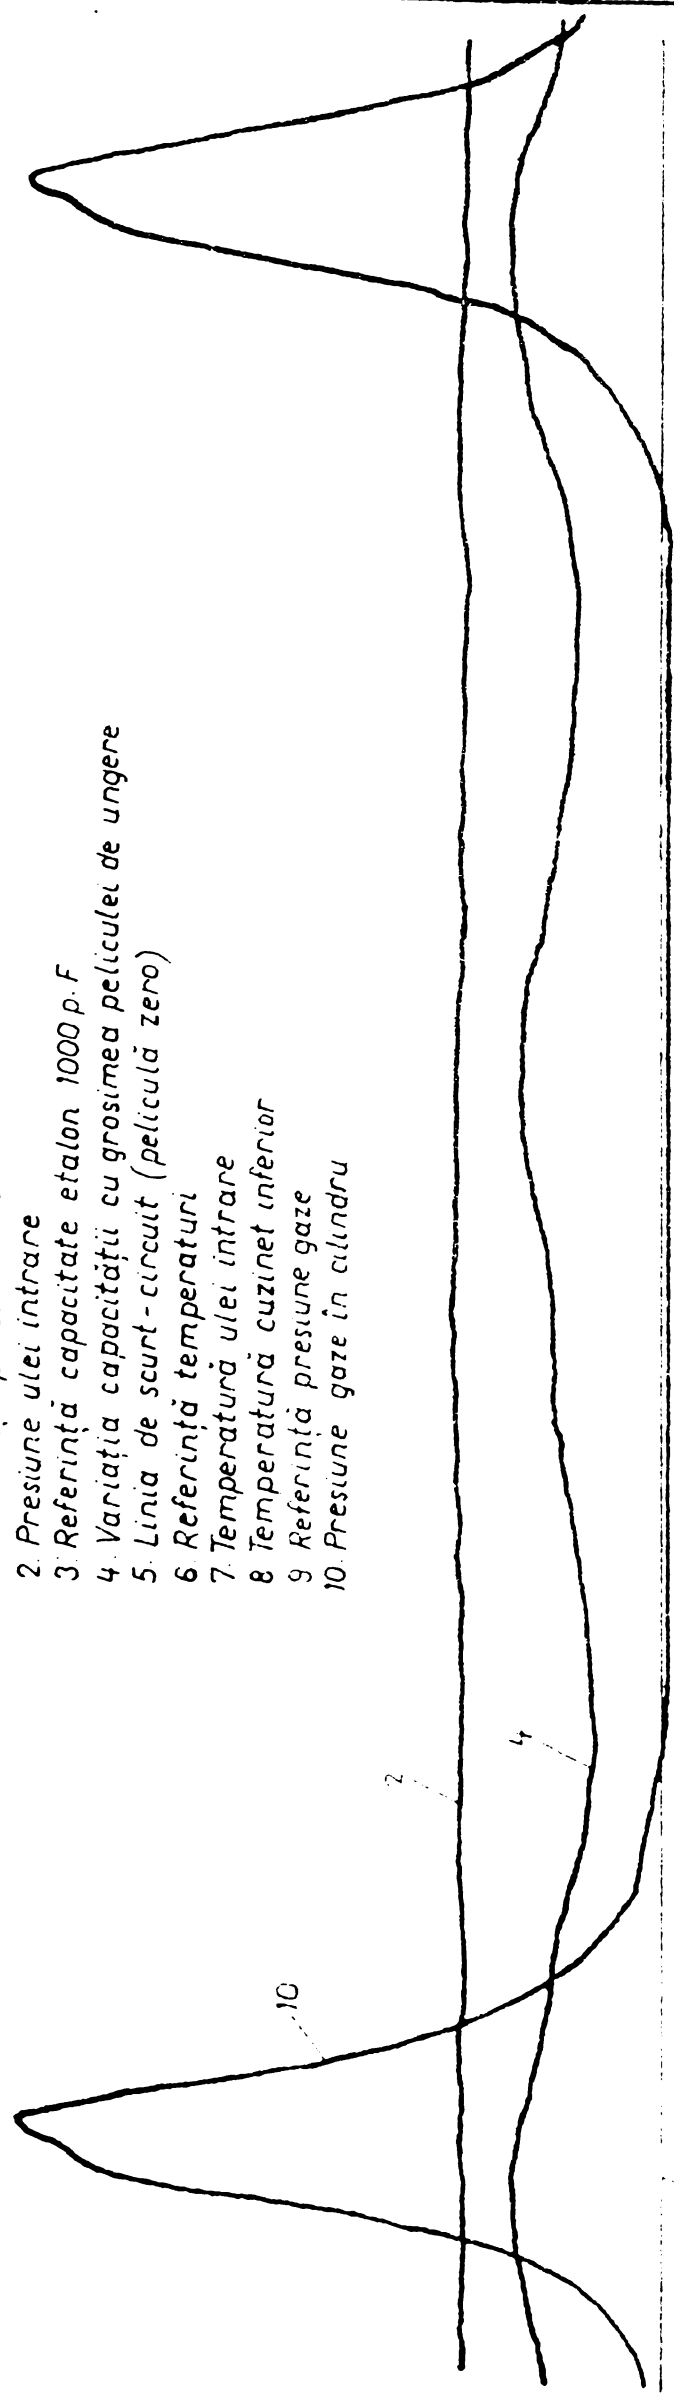 2. Presiune ulei intrare
3. Referință capacitate etalon 1000 p.F
4. Variația capacității cu grosimea peliculei de ungere
5. Linia de scurt-circuit (peliculă zero)
6. Referință temperaturi
7. Temperatură ulei intrare
8 Temperatură cuzinet inferior
9 Referință presiune gaze
10. Presiune gaze în cilindru
10
2
4